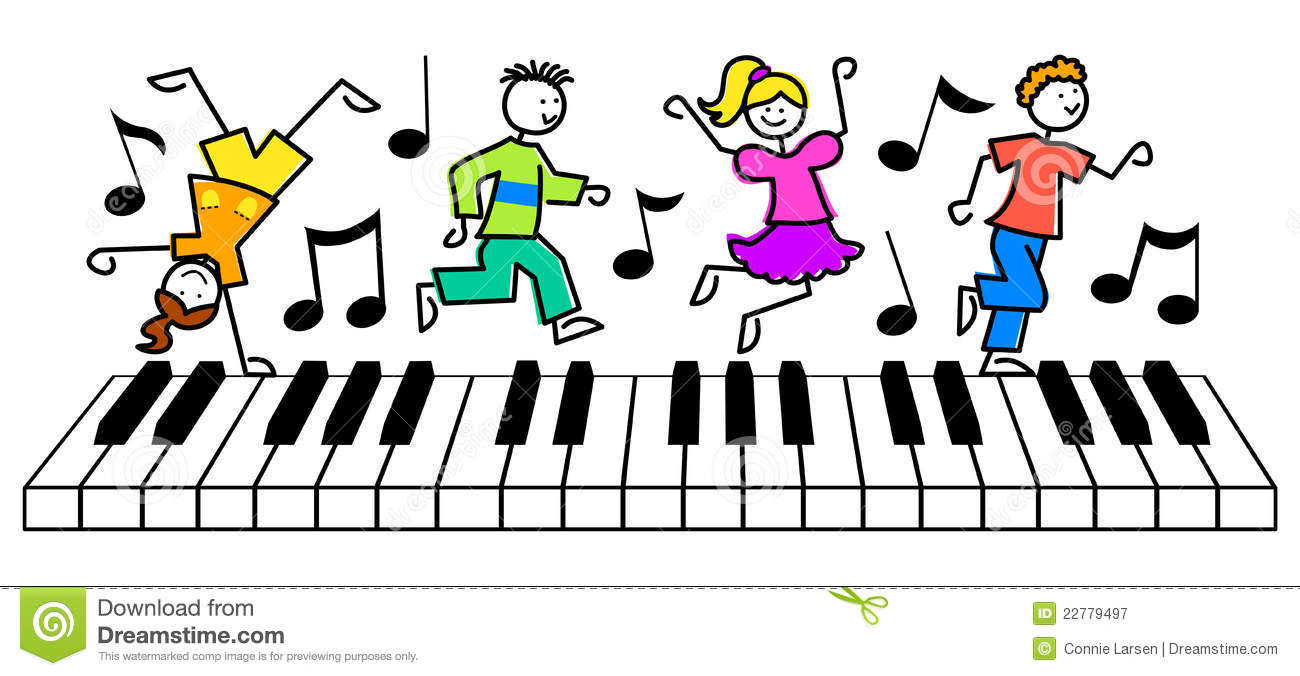 Download from
Dreamstime.com
This watermarked comp image is for previewing purposes only.
ID 22779497
© Connie Larsen | Dreamstime.com